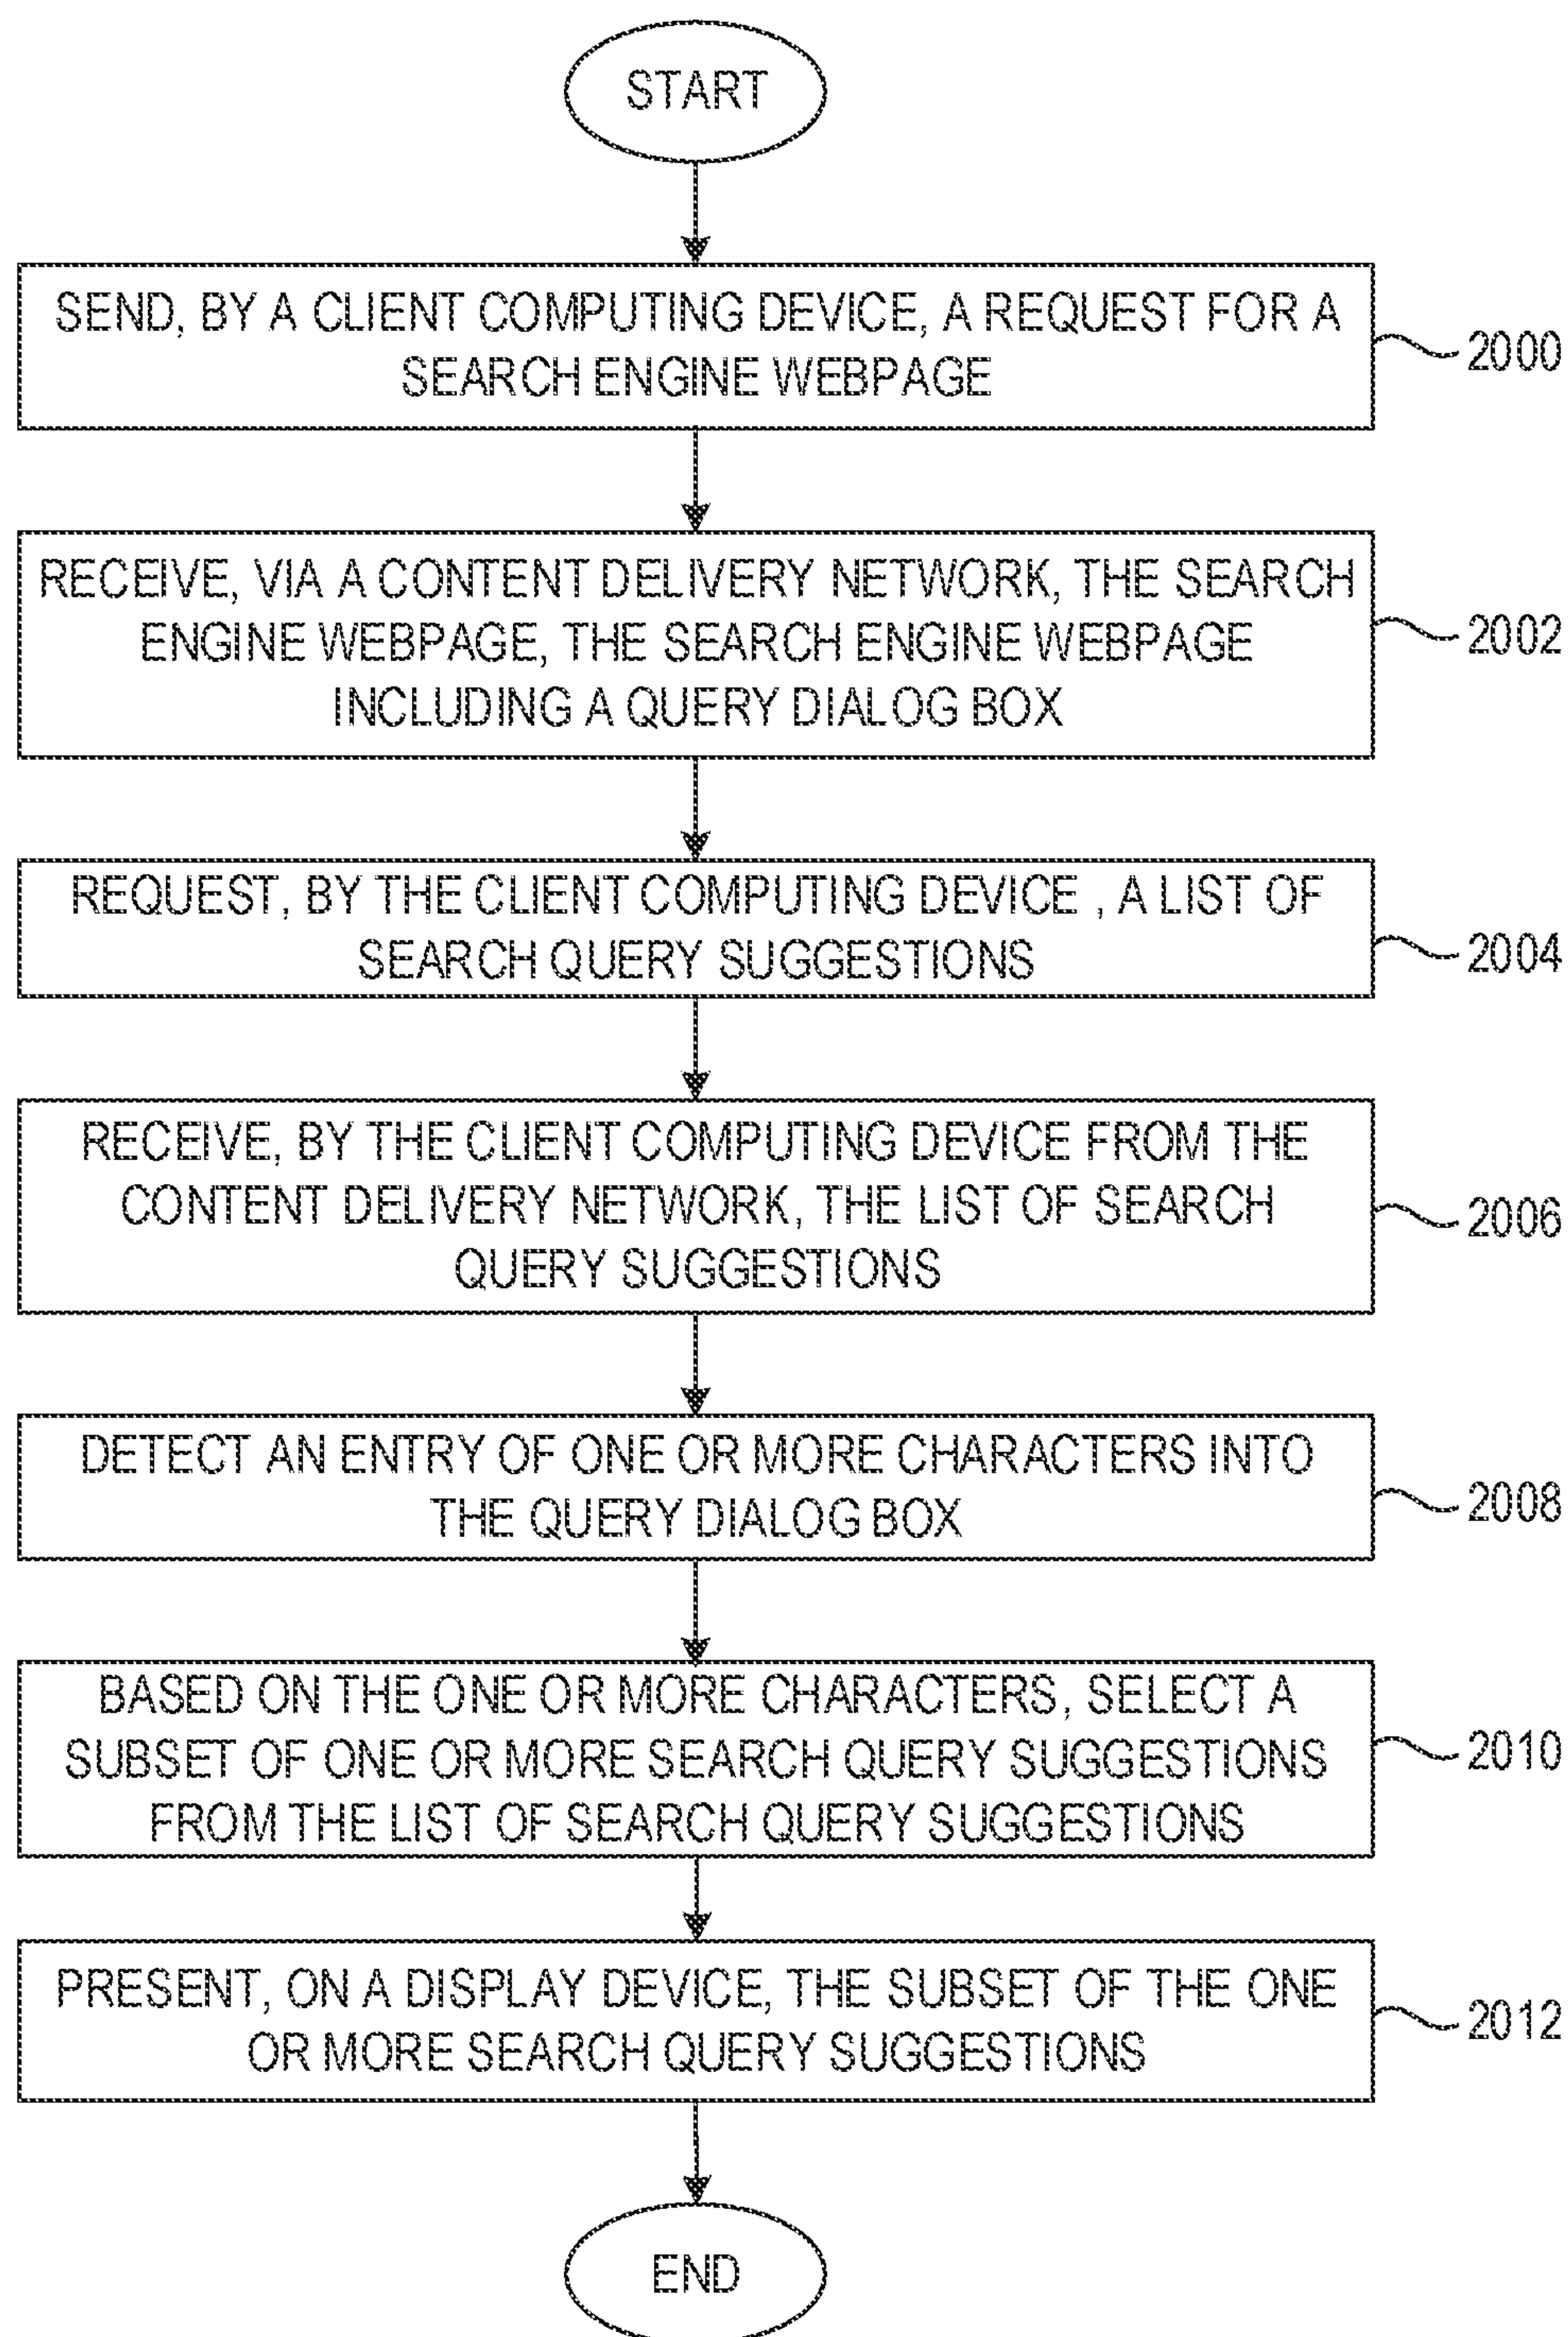 START
SEND, BY A CLIENT COMPUTING DEVICE, A REQUEST FOR A
SEARCH ENGINE WEBPAGE
2000
RECEIVE, VIA A CONTENT DELIVERY NETWORK, THE SEARCH
ENGINE WEBPAGE, THE SEARCH ENGINE WEBPAGE
INCLUDING A QUERY DIALOG BOX
2002
REQUEST, BY THE CLIENT COMPUTING DEVICE , A LIST OF
SEARCH QUERY SUGGESTIONS
2004
RECEIVE, BY THE CLIENT COMPUTING DEVICE FROM THE
CONTENT DELIVERY NETWORK, THE LIST OF SEARCH
QUERY SUGGESTIONS
2006
DETECT AN ENTRY OF ONE OR MORE CHARACTERS INTO
THE QUERY DIALOG BOX
2008
BASED ON THE ONE OR MORE CHARACTERS, SELECT A
SUBSET OF ONE OR MORE SEARCH QUERY SUGGESTIONS
FROM THE LIST OF SEARCH QUERY SUGGESTIONS
2010
PRESENT, ON A DISPLAY DEVICE, THE SUBSET OF THE ONE
OR MORE SEARCH QUERY SUGGESTIONS
2012
END